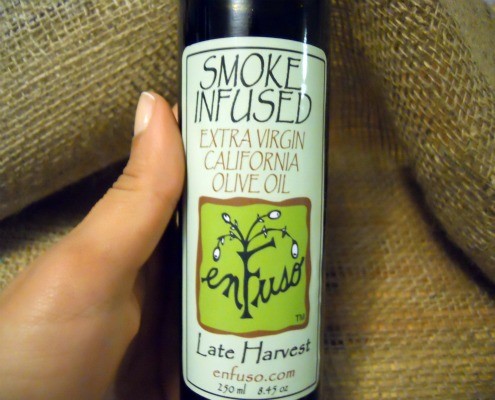 SMOKE
INFUSED
EXTRA VIRGIN
CALIFORNIA
OLIVE OIL
enFuso
TM
Late Harvest
enfuso.com
250 ml 8.45 oz